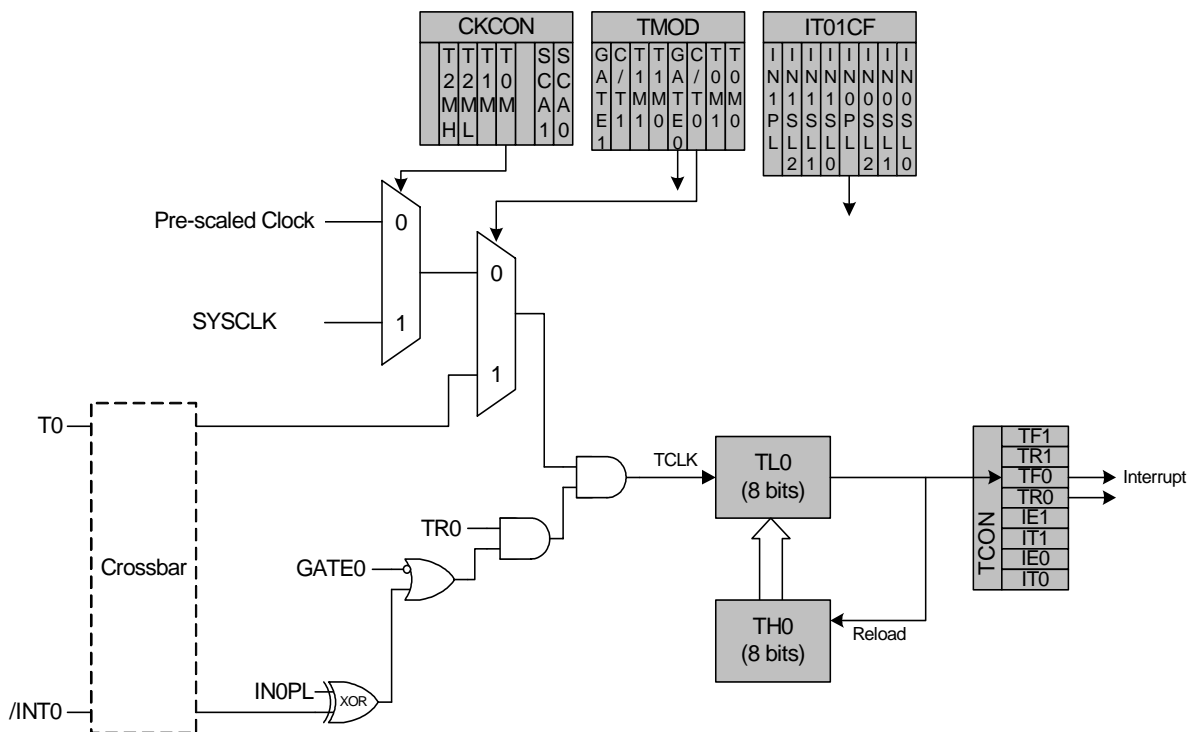 CKCON
TMOD
IT01CF
T2MH
T2ML
T1M
T0M
SCA1
SCA0
GATE1
C/T1
T1M1
T1M0
GATE0
C/T0
T0M1
T0M0
IN1PL
IN1SL2
IN1SL1
IN1SL0
IN0PL
IN0SL2
IN0SL1
IN0SL0
Pre-scaled Clock
0
SYSCLK
1
0
1
T0
Crossbar
/INT0
GATE0
TR0
IN0PL
XOR
TCLK
TL0
(8 bits)
TH0
(8 bits)
Reload
TCON
TF1
TR1
TF0
TR0
IE1
IT1
IE0
IT0
Interrupt